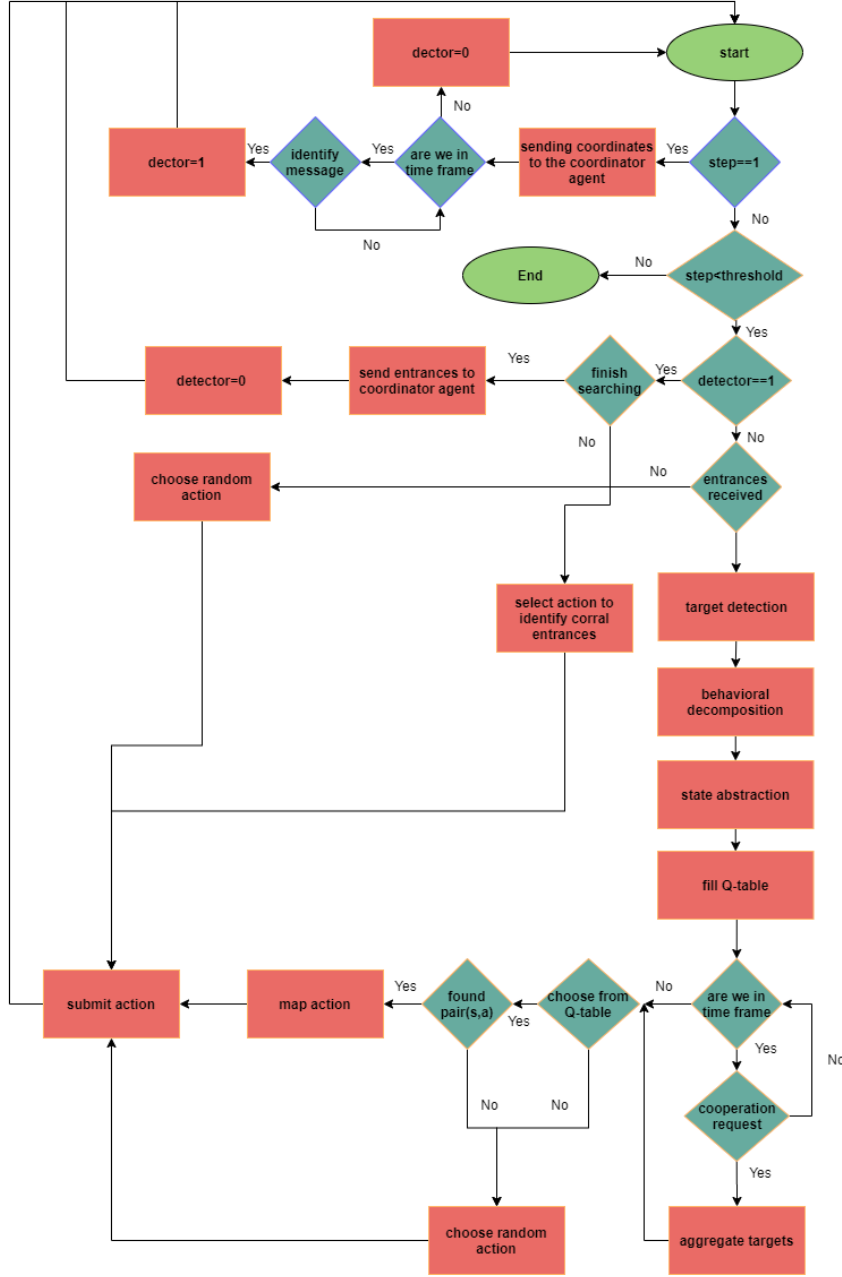 dector=0
start
No
dector=1
Yes
identify
message
Yes
are we in
time frame
sending coordinates
to the coordinator
agent
Yes
step==1
No
No
End
No
step<threshold
Yes
detector=0
send entrances to
coordinator agent
Yes
finish
searching
Yes
detector==1
No
No
choose random
action
No
entrances
received
select action to
identify corral
entrances
target detection
behavioral
decomposition
state abstraction
fill Q-table
submit action
map action
Yes
found
pair(s,a)
Yes
choose from
Q-table
No
are we in
time frame
Yes
No
cooperation
request
No
No
Yes
choose random
action
aggregate targets